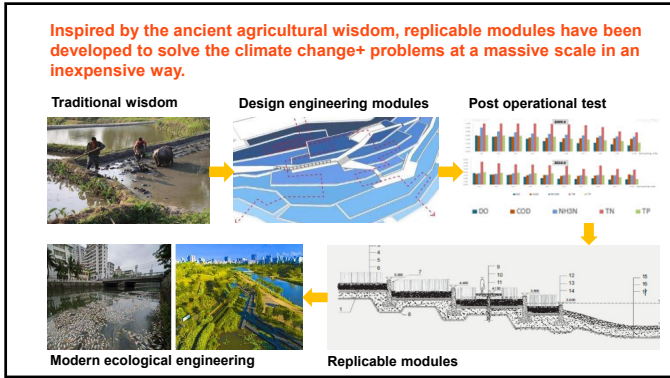 Inspired by the ancient agricultural wisdom, replicable modules have been
developed to solve the climate change+ problems at a massive scale in an
inexpensive way.
Traditional wisdom
Design engineering modules
Post operational test
DO
COD
NH3N
TN
TP
Modern ecological engineering
Replicable modules